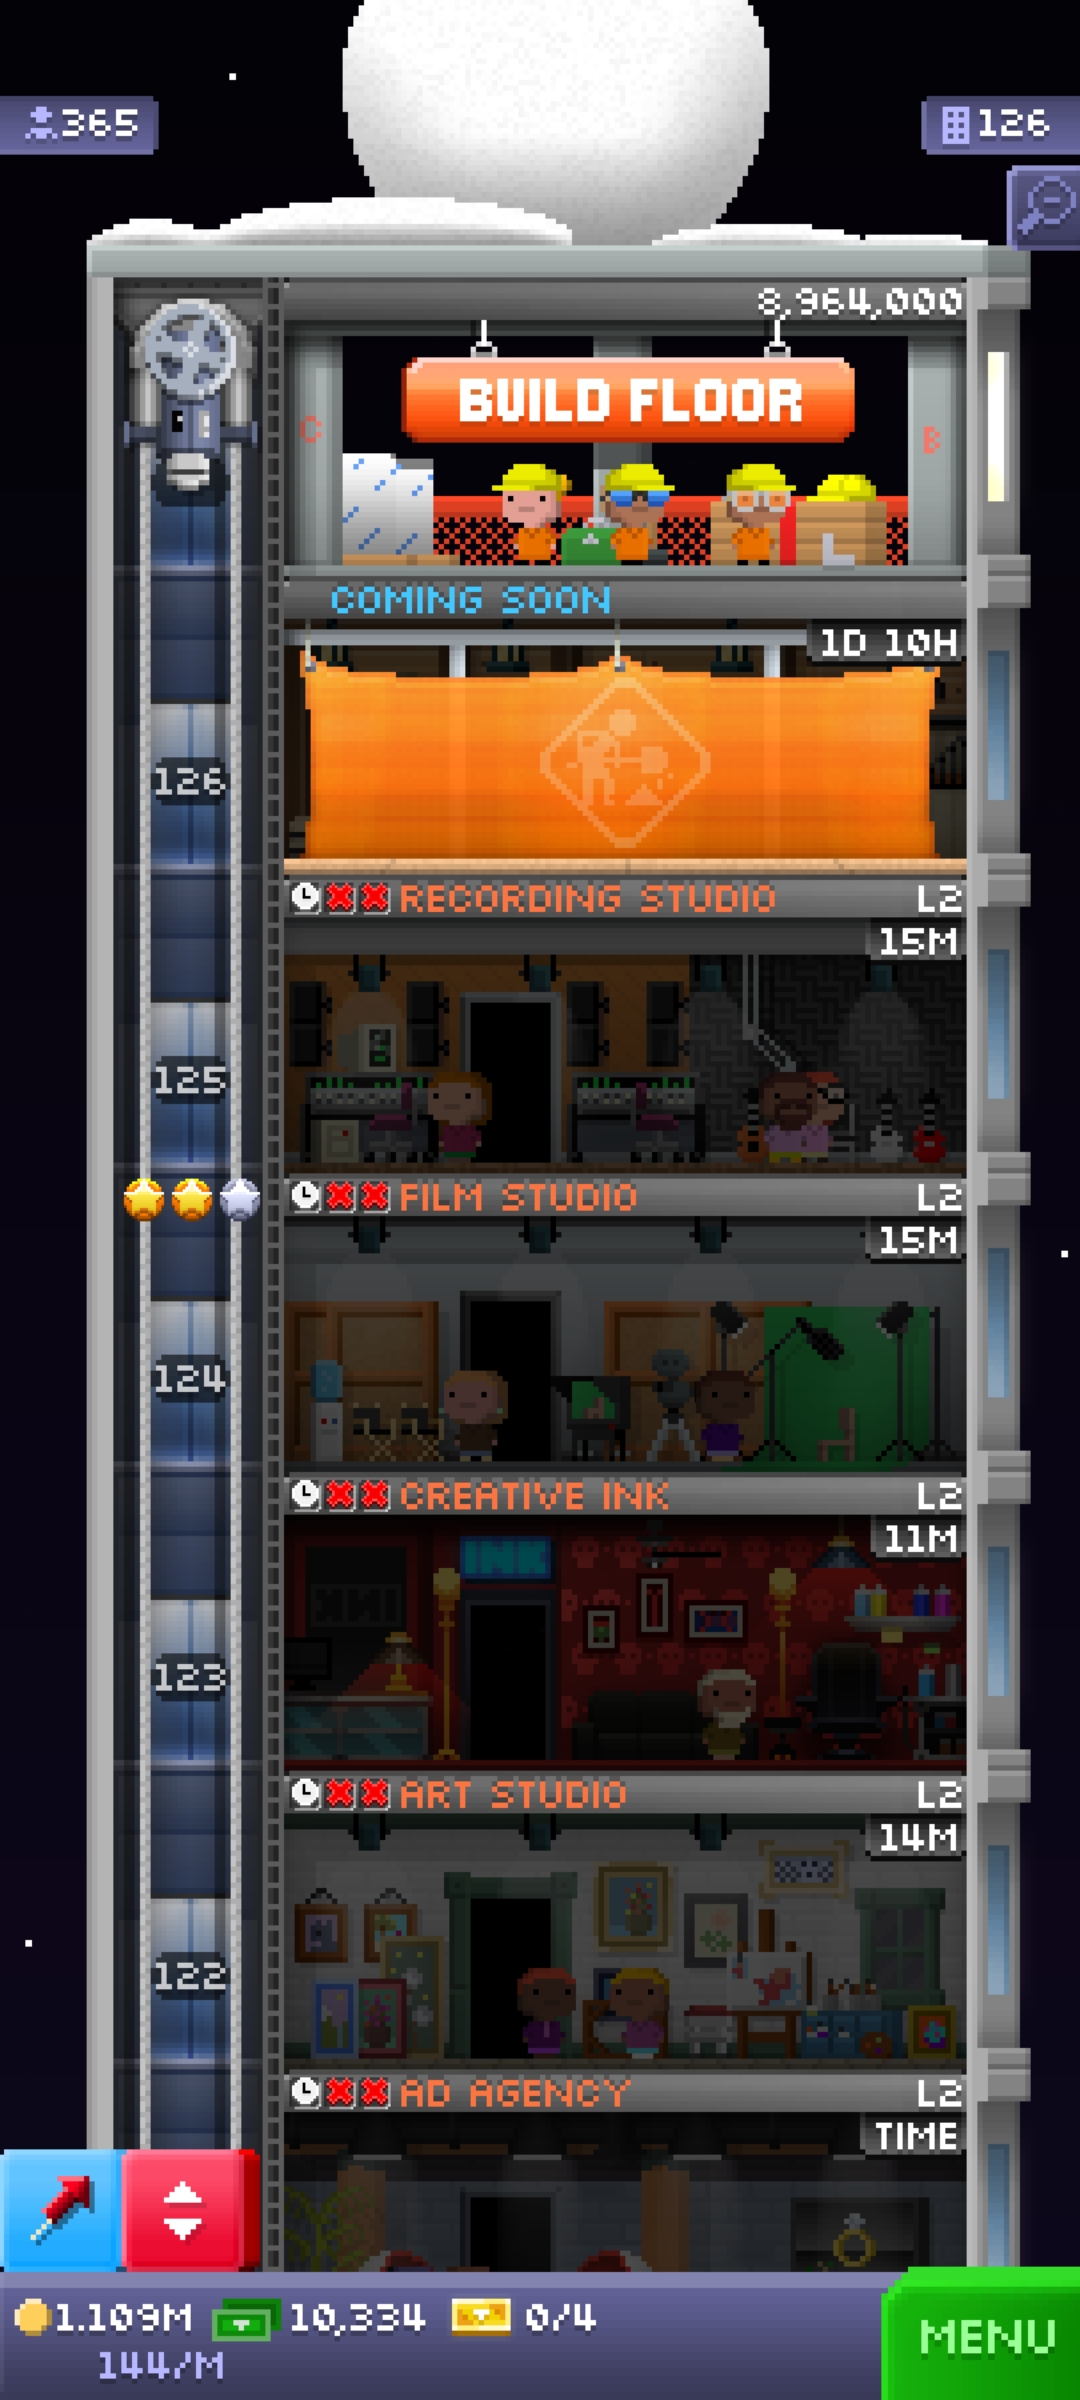 365
126
8,964,000
BUILD FLOOR
C
B
L
COMING SOON
1D 10H
126
RECORDING STUDIO L2
15M
125
FILM STUDIO L2
15M
124
CREATIVE INK L2
11M
INK
123
ART STUDIO L2
14M
122
AD AGENCY L2
TIME
1.109M 10,334 0/4
144/M
MENU